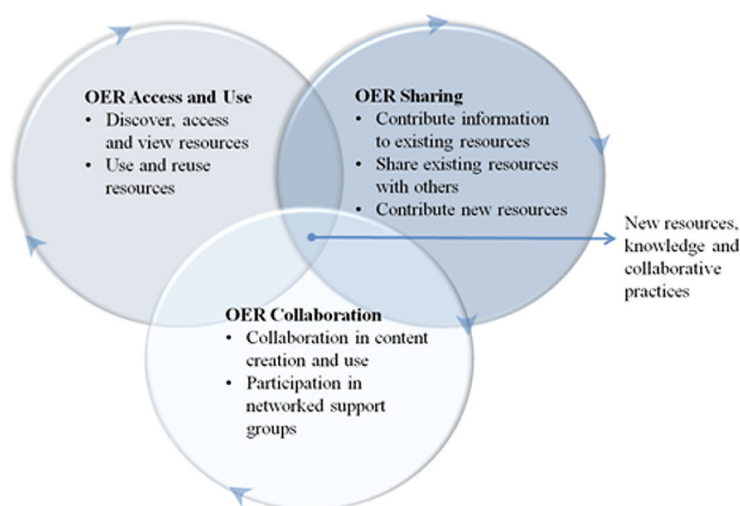 OER Access and Use
• Discover, access
and view resources
• Use and reuse
resources
OER Sharing
• Contribute information
to existing resources
• Share existing resources
with others
• Contribute new resources
New resources,
knowledge and
collaborative
practices
OER Collaboration
• Collaboration in content
creation and use
• Participation in
networked support
groups